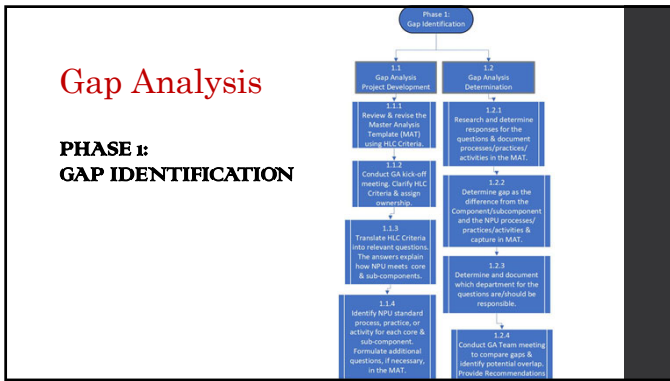 Gap Analysis
PHASE 1:
GAP IDENTIFICATION
Phase 1:
Gap Identification
1.1
Gap Analysis
Project Development
1.1.1
Review & revise the
Master Analysis
Template (MAT)
using HLC Criteria.
1.1.2
Conduct GA kick-off
meeting. Clarify HLC
Criteria & assign
ownership.
1.1.3
Translate HLC Criteria
into relevant questions.
The answers explain
how NPU meets core
& sub-components.
1.1.4
Identify NPU standard
process, practice, or
activity for each core &
sub-component.
Formulate additional
questions, if necessary,
in the MAT.
1.2
Gap Analysis
Determination
1.2.1
Research and determine
responses for the
questions & document
processes/practices/
activities in the MAT.
1.2.2
Determine gap as the
difference from the
Component/subcomponent
and the NPU processes/
practices/activities &
capture in MAT.
1.2.3
Determine and document
which department for the
questions are/should be
responsible.
1.2.4
Conduct GA Team meeting
to compare gaps &
identify potential overlap.
Provide Recommendations